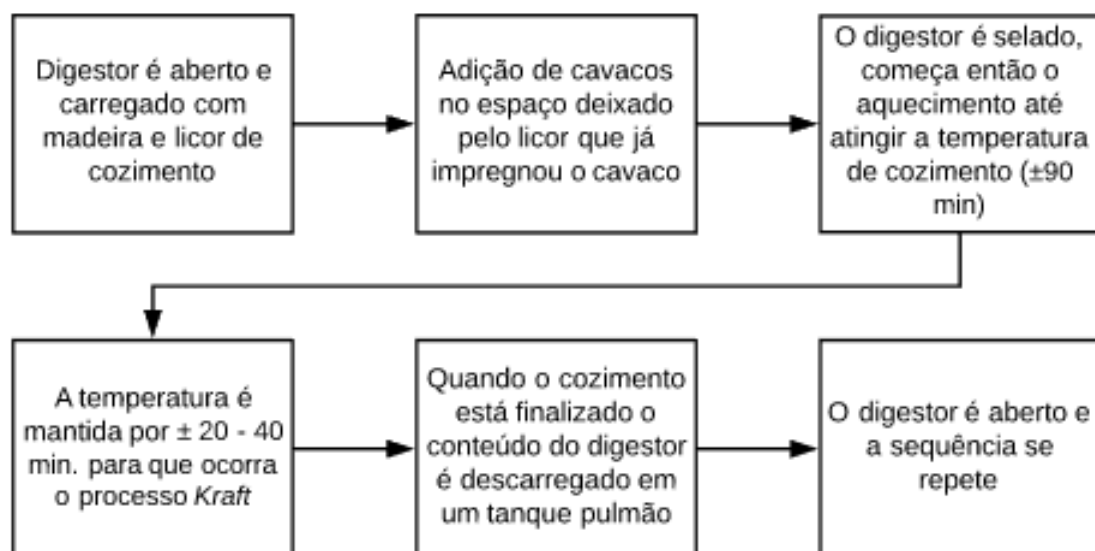 Digestor é aberto e
carregado com
madeira e licor de
cozimento
Adição de cavacos
no espaço deixado
pelo licor que já
impregnou o cavaco
O digestor é selado,
começa então o
aquecimento até
atingir a temperatura
de cozimento (±90
min)
A temperatura é
mantida por ± 20 - 40
min. para que ocorra
o processo Kraft
Quando o cozimento
está finalizado o
conteúdo do digestor
é descarregado em
um tanque pulmão
O digestor é aberto e
a sequência se
repete